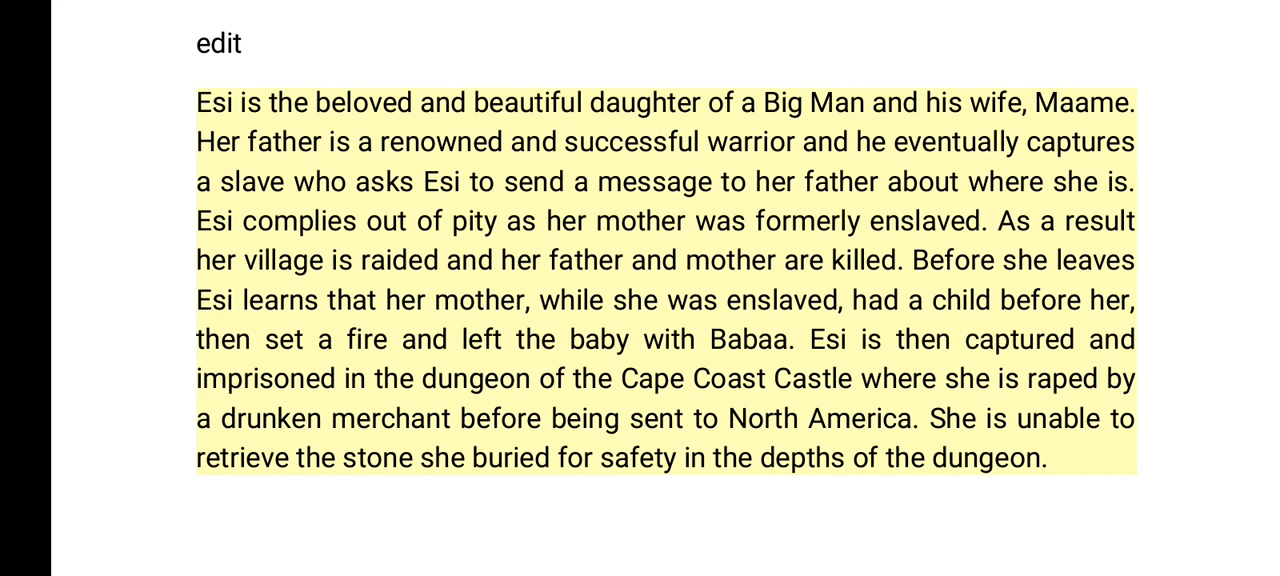 edit
Esi is the beloved and beautiful daughter of a Big Man and his wife, Maame.
Her father is a renowned and successful warrior and he eventually captures
a slave who asks Esi to send a message to her father about where she is.
Esi complies out of pity as her mother was formerly enslaved. As a result
her village is raided and her father and mother are killed. Before she leaves
Esi learns that her mother, while she was enslaved, had a child before her,
then set a fire and left the baby with Babaa. Esi is then captured and
imprisoned in the dungeon of the Cape Coast Castle where she is raped by
a drunken merchant before being sent to North America. She is unable to
retrieve the stone she buried for safety in the depths of the dungeon.